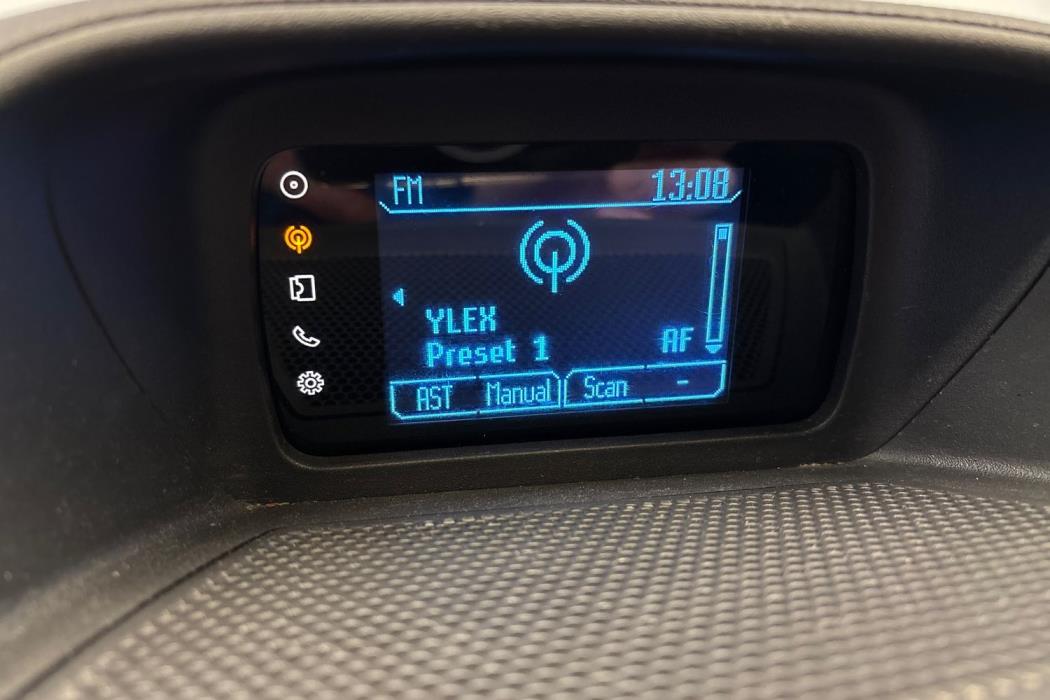 FM 13:08
YLEX
Preset 1 AF
AST Manual Scan -